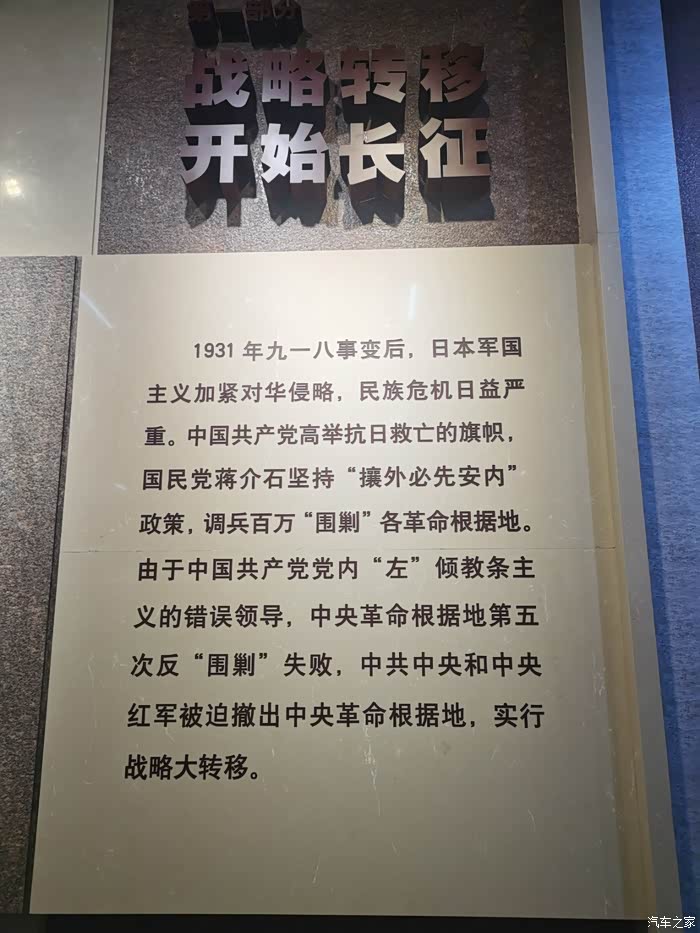 第一部分
战略转移
开始长征
1931 年九一八事变后，日本军国
主义加紧对华侵略，民族危机日益严
重。中国共产党高举抗日救亡的旗帜，
国民党蒋介石坚持“攘外必先安内”
政策，调兵百万“围剿”各革命根据地。
由于中国共产党党内“左”倾教条主
义的错误领导，中央革命根据地第五
次反“围剿”失败，中共中央和中央
红军被迫撤出中央革命根据地，实行
战略大转移。
汽车之家